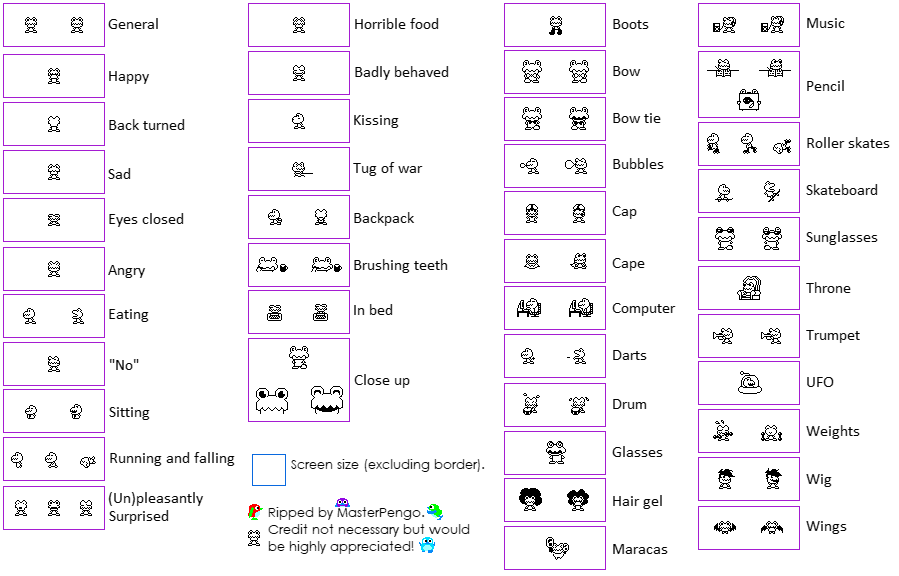 General
Happy
Back turned
Sad
Eyes closed
Angry
Eating
"No"
Sitting
Running and falling
(Un)pleasantly
Surprised
Horrible food
Badly behaved
Kissing
Tug of war
Backpack
Brushing teeth
In bed
Close up
Screen size (excluding border).
Ripped by MasterPengo.
Credit not necessary but would
be highly appreciated!
Boots
Bow
Bow tie
Bubbles
Cap
Cape
Computer
Darts
Drum
Glasses
Hair gel
Maracas
Music
Pencil
Roller skates
Skateboard
Sunglasses
Throne
Trumpet
UFO
Weights
Wig
Wings